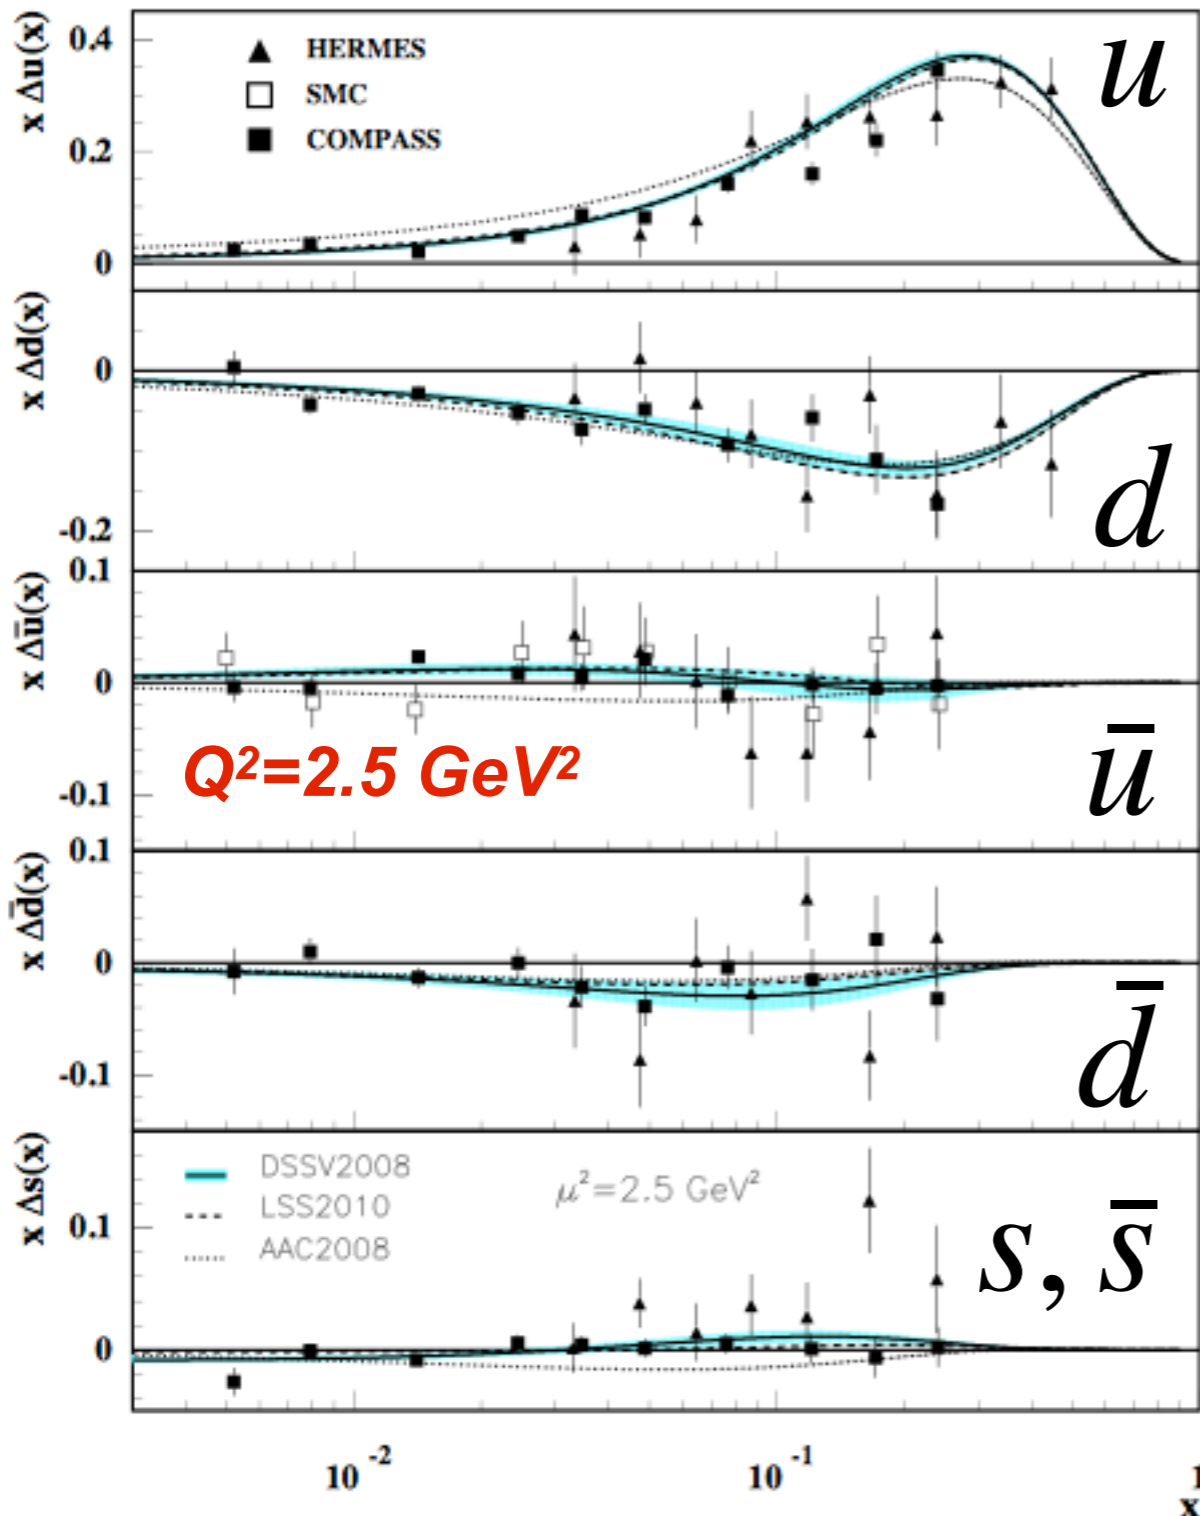 x Δu(x)
0.4
0.2
0
▲ HERMES
□ SMC
■ COMPASS
u
x Δd(x)
0
-0.2
d
x Δū(x)
0.1
0
-0.1
Q²=2.5 GeV²
ū
x Δd̄(x)
0.1
0
-0.1
d̄
x Δs(x)
0.1
0
DSSV2008
LSS2010
AAC2008
μ²=2.5 GeV²
s, s̄
10⁻²
10⁻¹
1
x